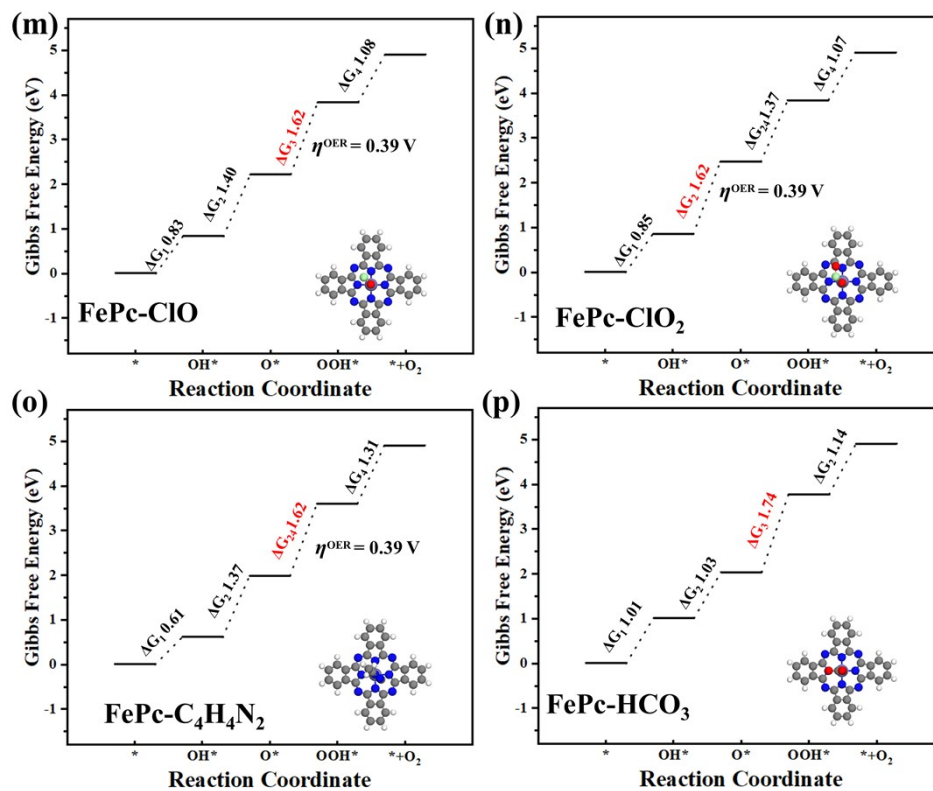 (m)
Gibbs Free Energy (eV)
5
4
3
2
1
0
-1
ΔG₁ 0.83
ΔG₂ 1.40
ΔG₃ 1.62
ΔG₄ 1.08
η^OER = 0.39 V
FePc-ClO
* OH* O* OOH* *+O₂
Reaction Coordinate
(n)
Gibbs Free Energy (eV)
5
4
3
2
1
0
-1
ΔG₁ 0.85
ΔG₂ 1.62
ΔG₂₄ 1.37
ΔG₄ 1.07
η^OER = 0.39 V
FePc-ClO₂
* OH* O* OOH* *+O₂
Reaction Coordinate
(o)
Gibbs Free Energy (eV)
5
4
3
2
1
0
-1
ΔG₁ 0.61
ΔG₂ 1.37
ΔG₂₄ 1.62
ΔG₄ 1.31
η^OER = 0.39 V
FePc-C₄H₄N₂
* OH* O* OOH* *+O₂
Reaction Coordinate
(p)
Gibbs Free Energy (eV)
5
4
3
2
1
0
-1
ΔG₁ 1.01
ΔG₂ 1.03
ΔG₃ 1.74
ΔG₂ 1.14
FePc-HCO₃
* OH* O* OOH* *+O₂
Reaction Coordinate